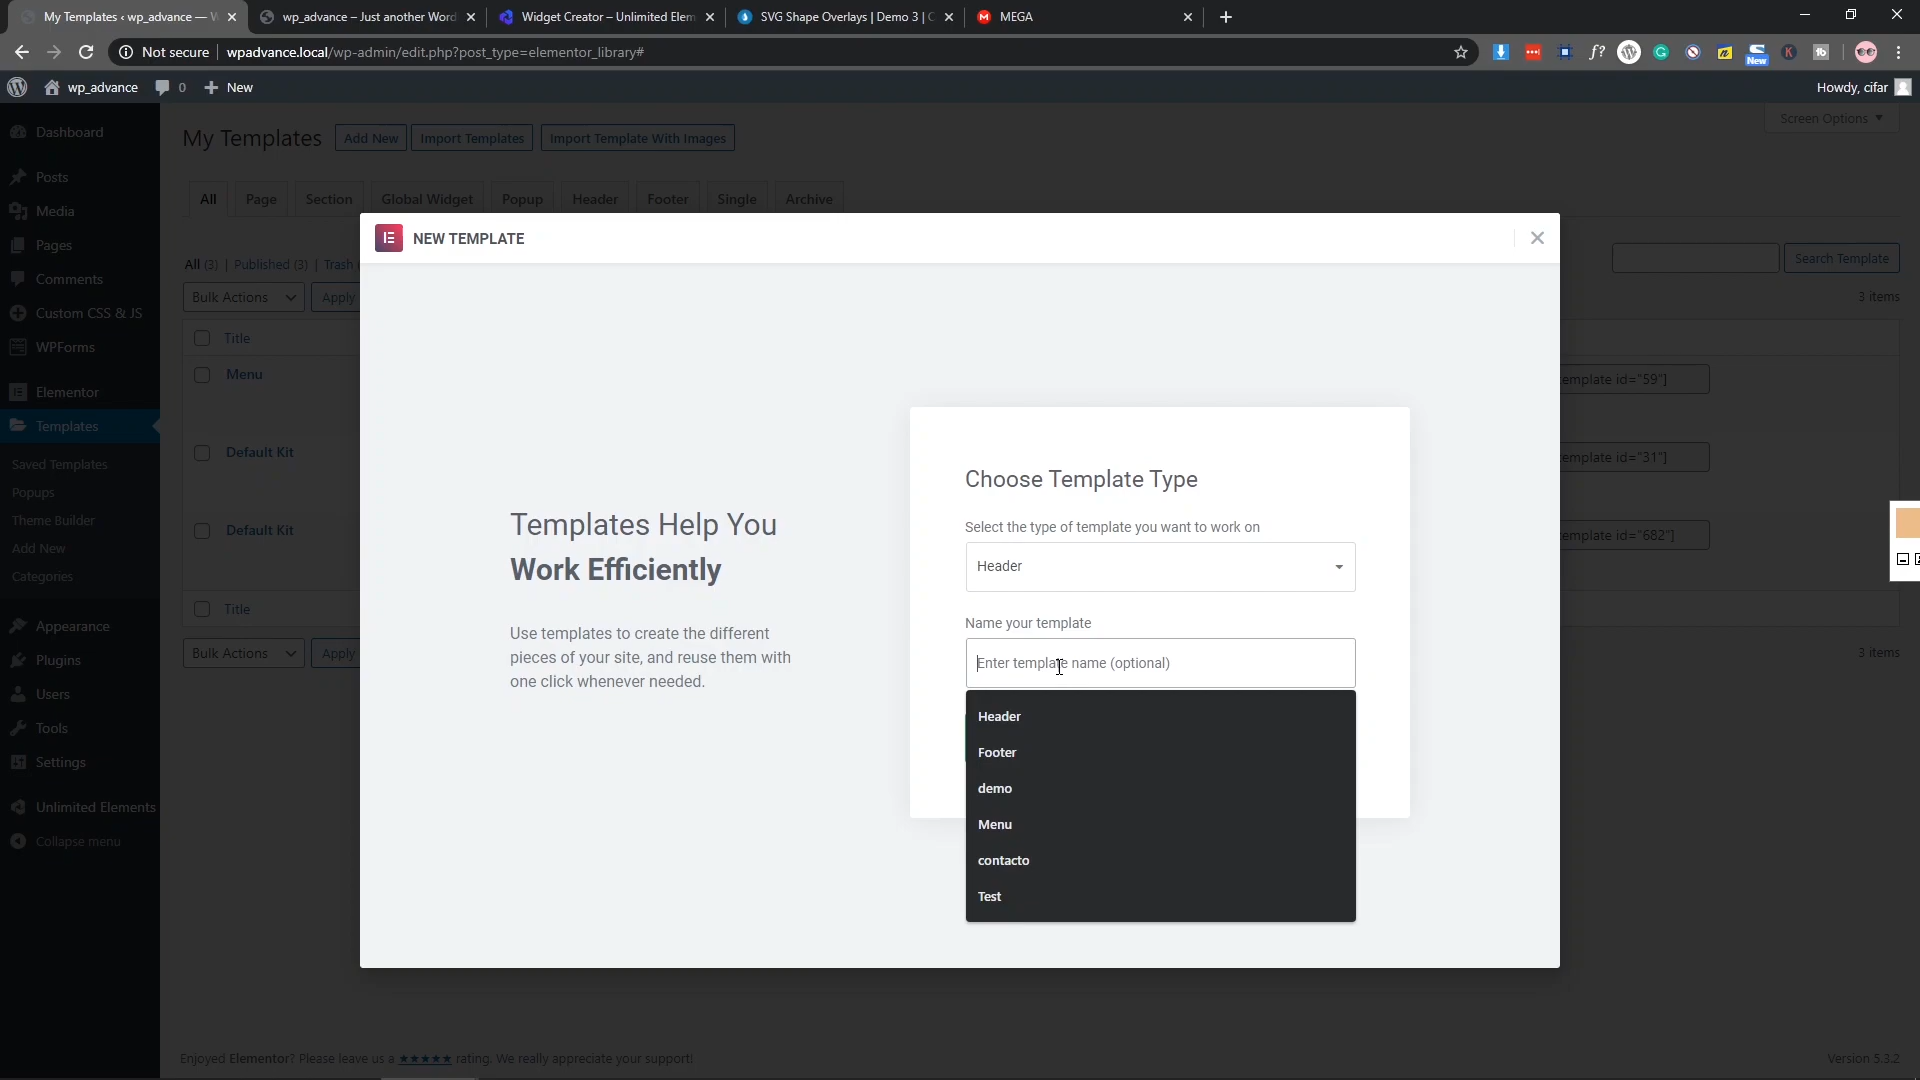 My Templates ‹ wp_advance — W
wp_advance – Just another Word
Widget Creator – Unlimited Elem
SVG Shape Overlays | Demo 3 | C
MEGA
Not secure
wpadvance.local/wp-admin/edit.php?post_type=elementor_library#
New
wp_advance
0
New
Howdy, cifar
Dashboard
Posts
Media
Pages
Comments
Custom CSS & JS
WPForms
Elementor
Templates
Saved Templates
Popups
Theme Builder
Add New
Categories
Appearance
Plugins
Users
Tools
Settings
Unlimited Elements
Collapse menu
My Templates
Add New
Import Templates
Import Template With Images
Screen Options
All
Page
Section
Global Widget
Popup
Header
Footer
Single
Archive
All (3) | Published (3) | Trash
Search Template
Bulk Actions
Apply
3 items
Title
Menu
emplate id="59"]
Default Kit
emplate id="31"]
Default Kit
emplate id="682"]
Title
Bulk Actions
Apply
3 items
NEW TEMPLATE
Templates Help You
Work Efficiently
Use templates to create the different
pieces of your site, and reuse them with
one click whenever needed.
Choose Template Type
Select the type of template you want to work on
Header
Name your template
Enter template name (optional)
Header
Footer
demo
Menu
contacto
Test
Enjoyed Elementor? Please leave us a ★★★★★ rating. We really appreciate your support!
Version 5.3.2